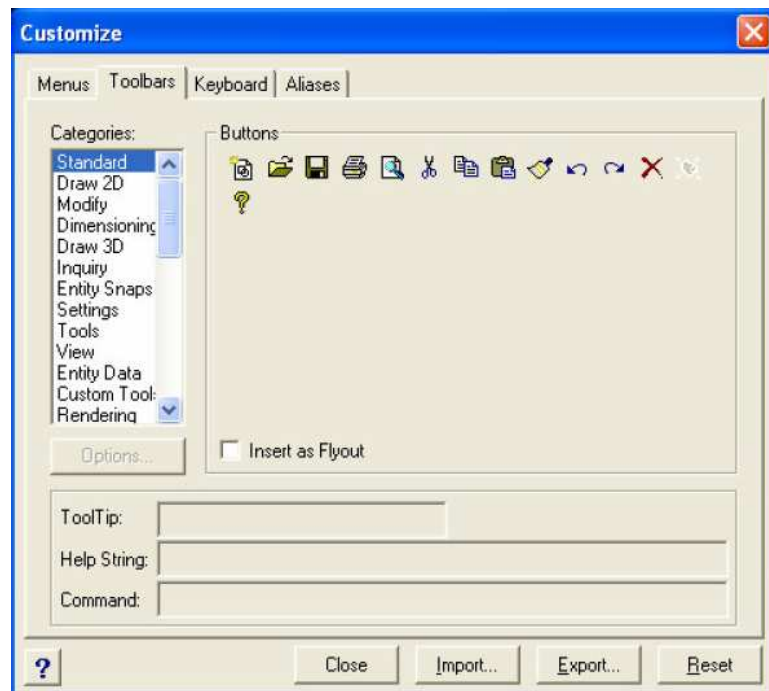 Customize
Menus
Toolbars
Keyboard
Aliases
Categories:
Standard
Draw 2D
Modify
Dimensioning
Draw 3D
Inquiry
Entity Snaps
Settings
Tools
View
Entity Data
Custom Tool
Rendering
Options...
Buttons
Insert as Flyout
ToolTip:
Help String:
Command:
?
Close
Import...
Export...
Reset